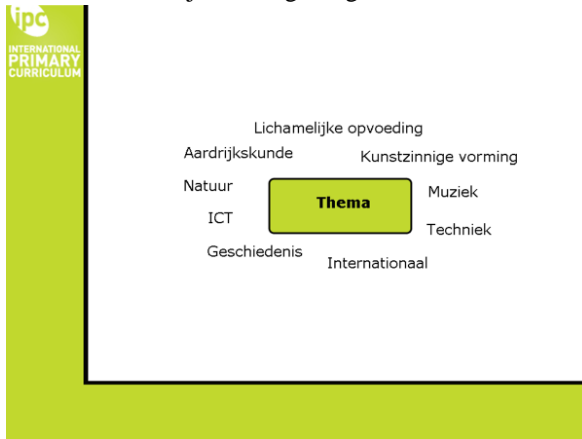 ipc
INTERNATIONAL
PRIMARY
CURRICULUM
Lichamelijke opvoeding
Aardrijkskunde
Kunstzinnige vorming
Natuur
Thema
Muziek
ICT
Techniek
Geschiedenis
Internationaal